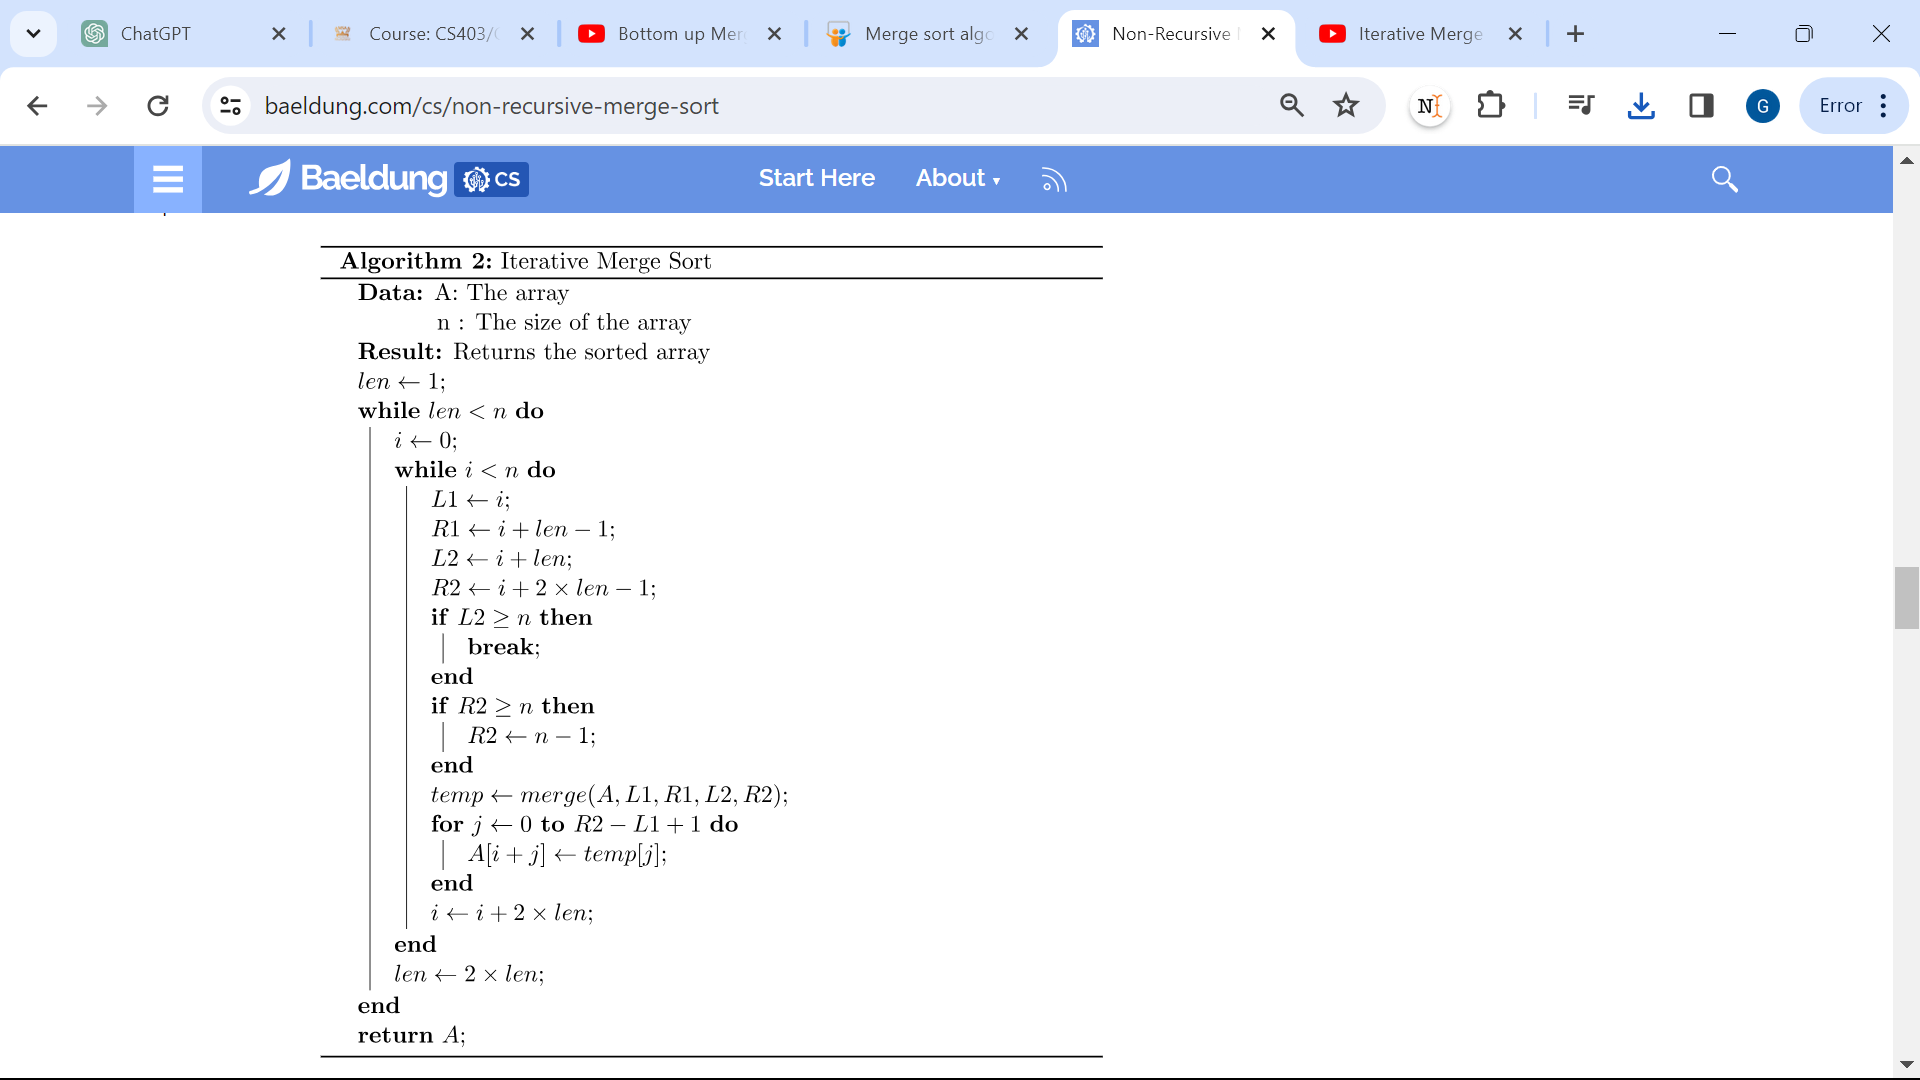 ChatGPT
Course: CS403/
Bottom up Mer
Merge sort algo
Non-Recursive
Iterative Merge
baeldung.com/cs/non-recursive-merge-sort
N
G
Error
Baeldung CS
Start Here
About
Algorithm 2: Iterative Merge Sort
Data: A: The array
n : The size of the array
Result: Returns the sorted array
len ← 1;
while len < n do
i ← 0;
while i < n do
L1 ← i;
R1 ← i + len − 1;
L2 ← i + len;
R2 ← i + 2 × len − 1;
if L2 ≥ n then
break;
end
if R2 ≥ n then
R2 ← n − 1;
end
temp ← merge(A, L1, R1, L2, R2);
for j ← 0 to R2 − L1 + 1 do
A[i + j] ← temp[j];
end
i ← i + 2 × len;
end
len ← 2 × len;
end
return A;